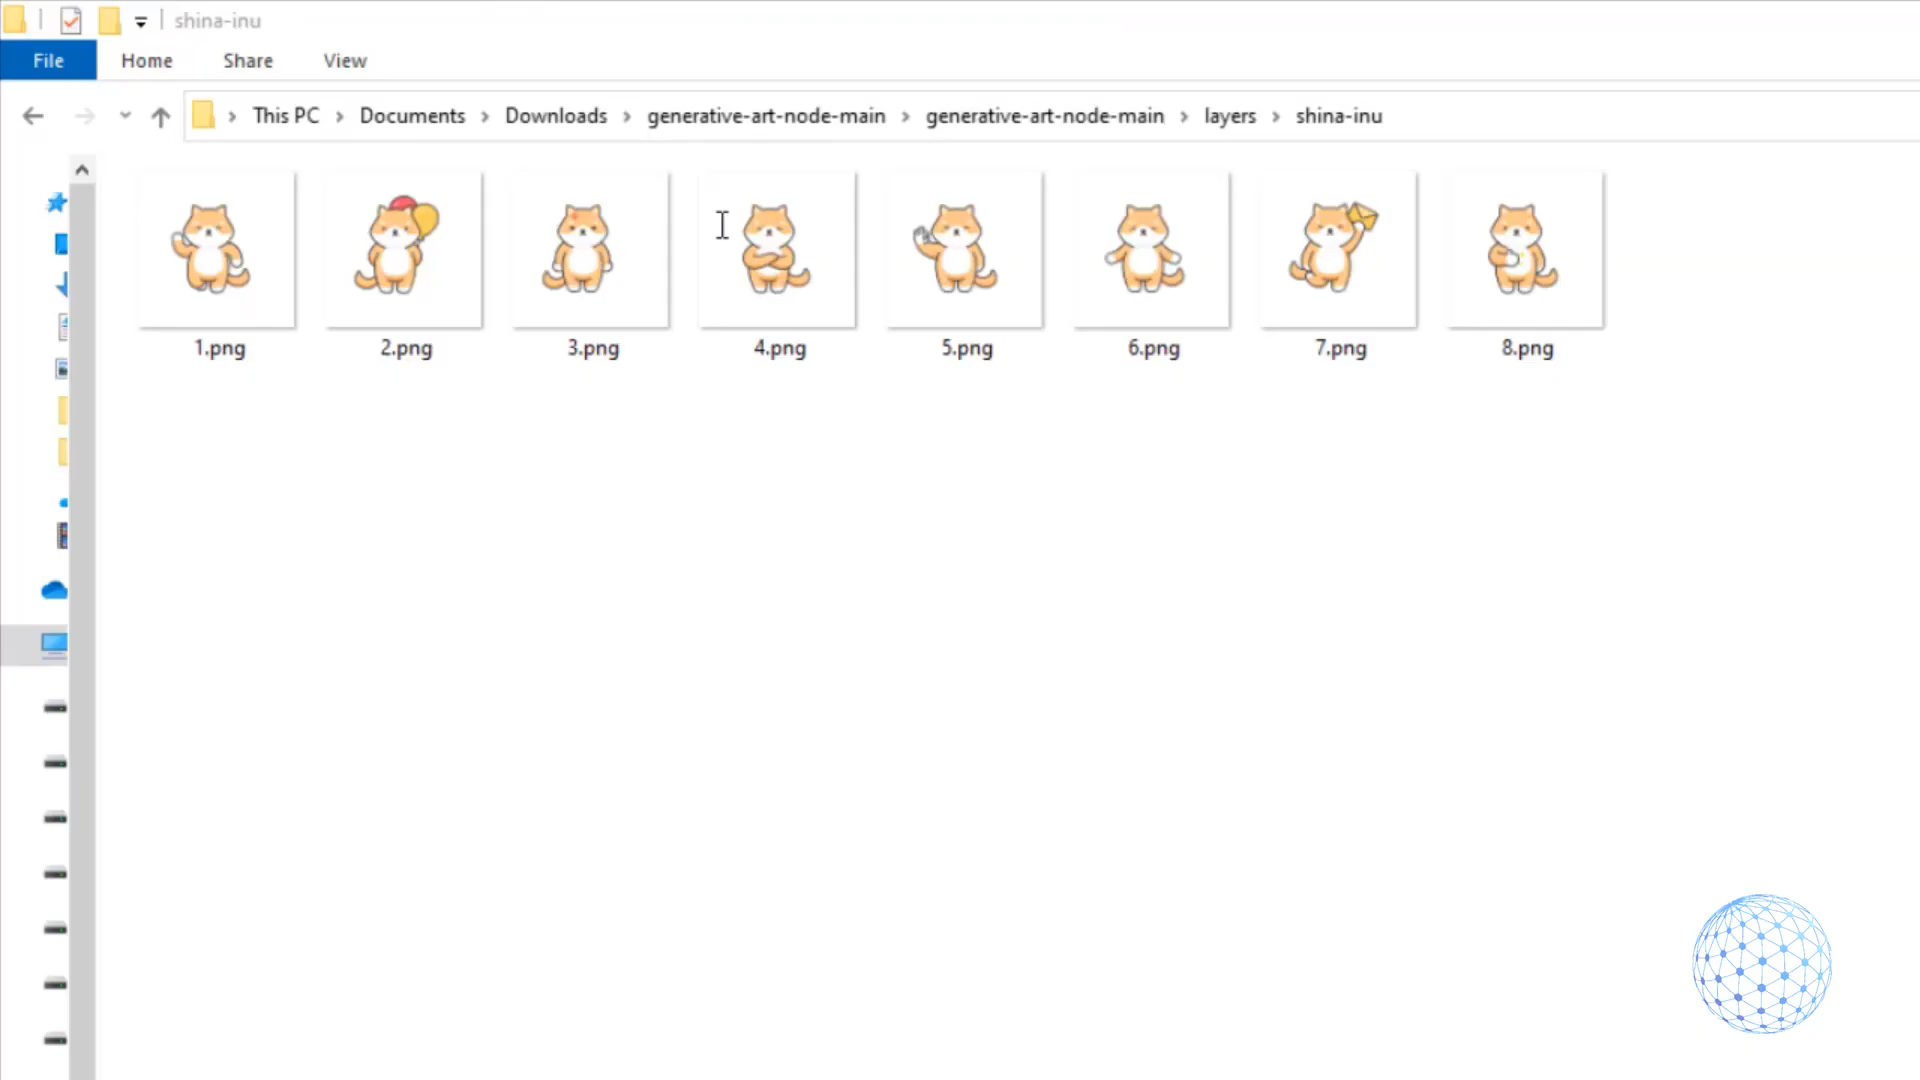 shina-inu
File Home Share View
This PC > Documents > Downloads > generative-art-node-main > generative-art-node-main > layers > shina-inu
1.png 2.png 3.png 4.png 5.png 6.png 7.png 8.png